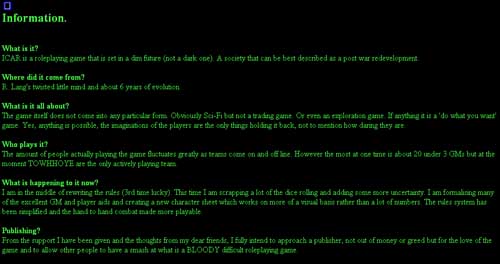 Information.
What is it?
ICAR is a roleplaying game that is set in a dim future (not a dark one). A society that can be best described as a post war redevelopment.
Where did it come from?
R. Lang's twisted little mind and about 6 years of evolution.
What is it all about?
The game itself does not come into any particular form. Obviously Sci-Fi but not a trading game. Or even an exploration game. If anything it is a 'do what you want'
game. Yes, anything is possible, the imaginations of the players are the only things holding it back, not to mention how daring they are.
Who plays it?
The amount of people actually playing the game fluctuates greatly as teams come on and off line. However the most at one time is about 20 under 3 GMs but at the
moment TOWHHOYE are the only actively playing team.
What is happening to it now?
I am in the middle of rewriting the rules (3rd time lucky). This time I am scrapping a lot of the dice rolling and adding some more uncertainty. I am formalising many
of the excellent GM and player aids and creating a new character sheet which works on more of a visual basis rather than a lot of numbers. The rules system has
been simplified and the hand to hand combat made more playable.
Publishing?
From the support I have been given and the thoughts from my dear friends, I fully intend to approach a publisher, not out of money or greed but for the love of the
game and to allow other people to have a smash at what is a BLOODY difficult roleplaying game.